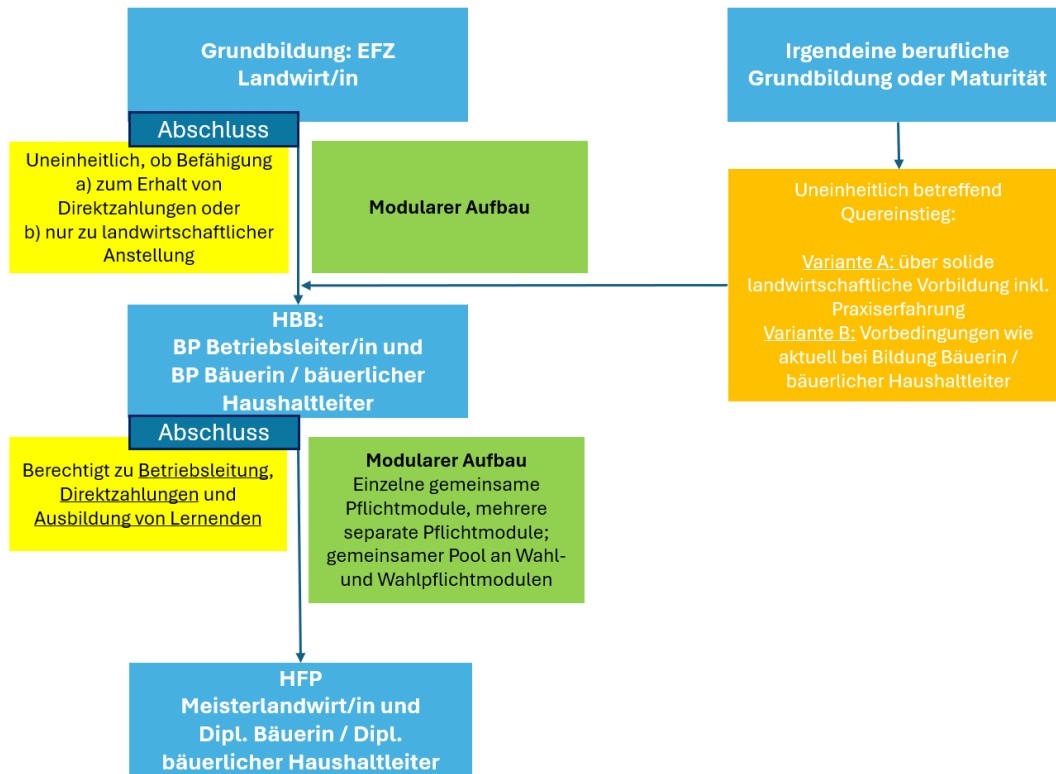 Grundbildung: EFZ
Landwirt/in
Irgendeine berufliche
Grundbildung oder Maturität
Abschluss
Uneinheitlich, ob Befähigung
a) zum Erhalt von
Direktzahlungen oder
b) nur zu landwirtschaftlicher
Anstellung
Modularer Aufbau
Uneinheitlich betreffend
Quereinstieg:
Variante A: über solide
landwirtschaftliche Vorbildung inkl.
Praxiserfahrung
Variante B: Vorbedingungen wie
aktuell bei Bildung Bäuerin /
bäuerlicher Haushaltleiter
HBB:
BP Betriebsleiter/in und
BP Bäuerin / bäuerlicher
Haushaltleiter
Abschluss
Berechtigt zu Betriebsleitung,
Direktzahlungen und
Ausbildung von Lernenden
Modularer Aufbau
Einzelne gemeinsame
Pflichtmodule, mehrere
separate Pflichtmodule;
gemeinsamer Pool an Wahl-
und Wahlpflichtmodulen
HFP
Meisterlandwirt/in und
Dipl. Bäuerin / Dipl.
bäuerlicher Haushaltleiter